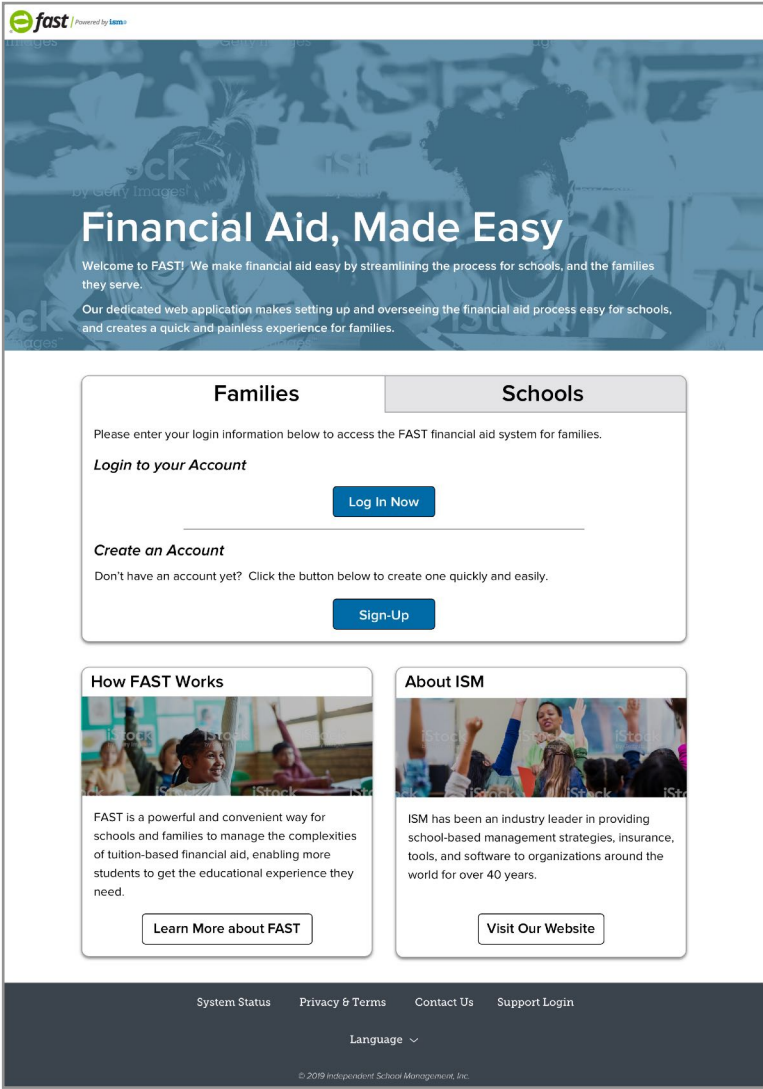 fast | Powered by ism
Financial Aid, Made Easy
Welcome to FAST!  We make financial aid easy by streamlining the process for schools, and the families
they serve.
Our dedicated web application makes setting up and overseeing the financial aid process easy for schools,
and creates a quick and painless experience for families.
iStock
by Getty Images
Families
Schools
Please enter your login information below to access the FAST financial aid system for families.
Login to your Account
Log In Now
Create an Account
Don't have an account yet?  Click the button below to create one quickly and easily.
Sign-Up
How FAST Works
iStock
FAST is a powerful and convenient way for
schools and families to manage the complexities
of tuition-based financial aid, enabling more
students to get the educational experience they
need.
Learn More about FAST
About ISM
iStock
ISM has been an industry leader in providing
school-based management strategies, insurance,
tools, and software to organizations around the
world for over 40 years.
Visit Our Website
System Status
Privacy & Terms
Contact Us
Support Login
Language
© 2019 Independent School Management, Inc.